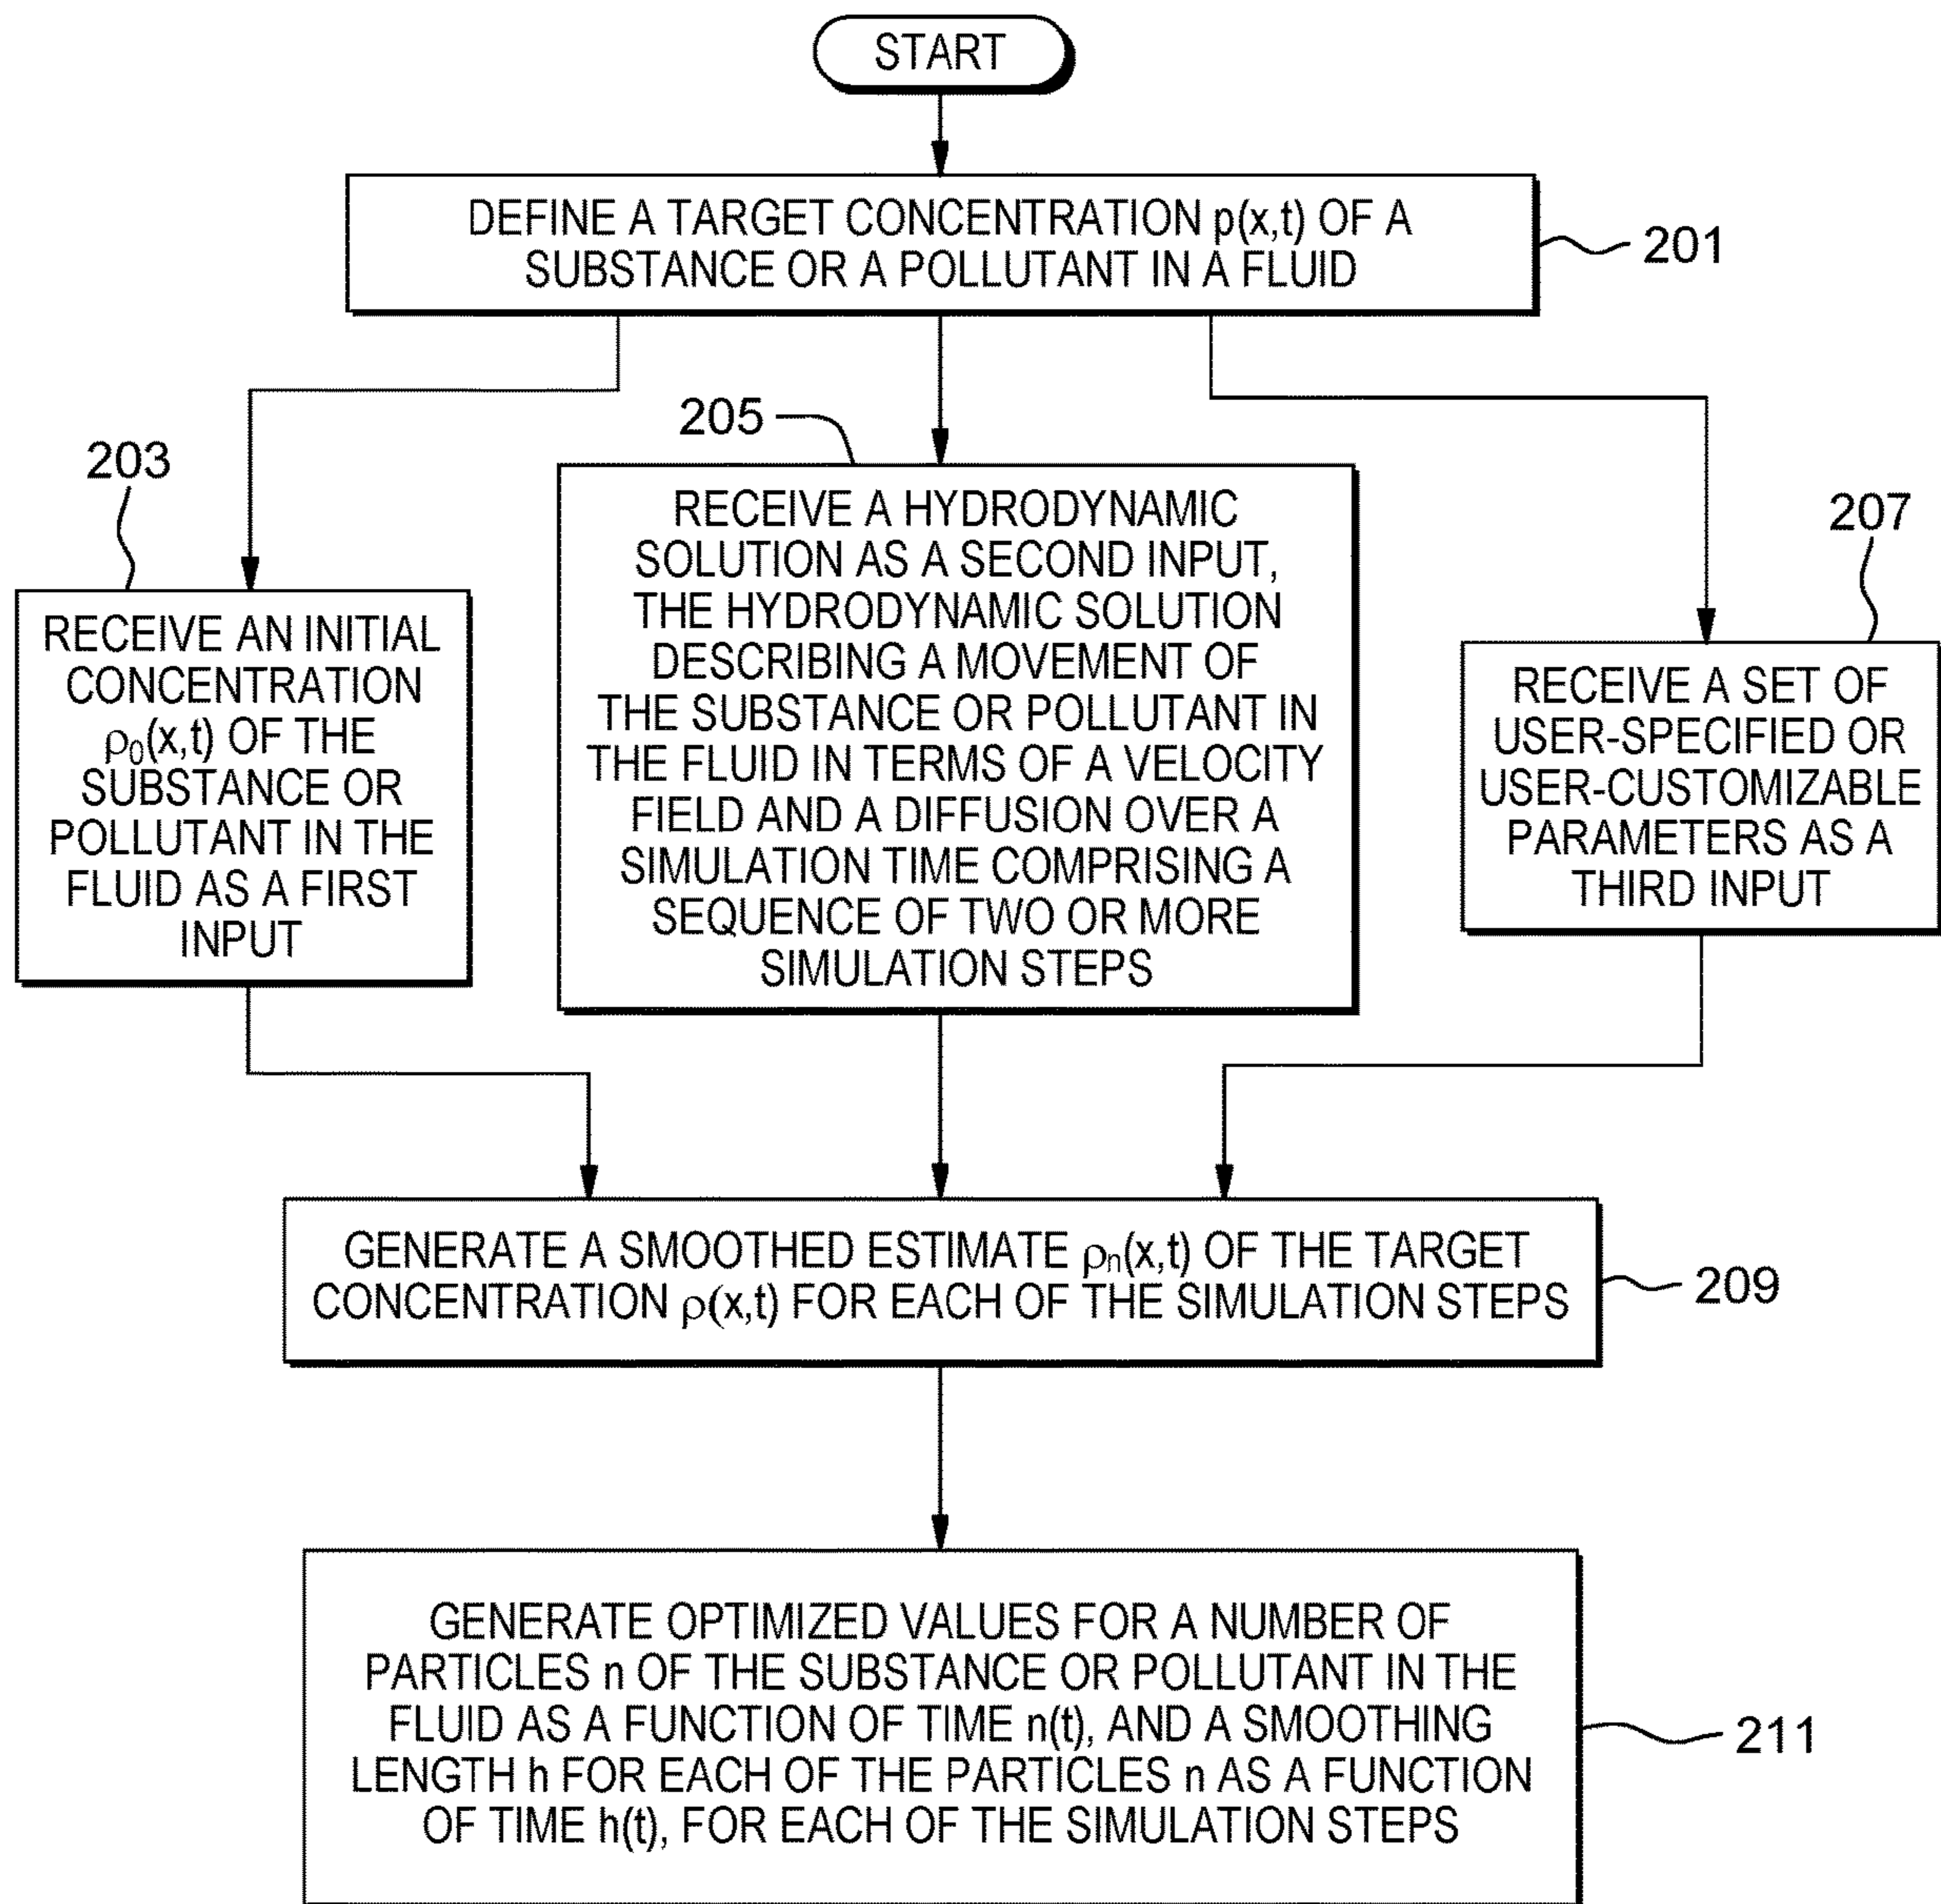 START
DEFINE A TARGET CONCENTRATION p(x,t) OF A
SUBSTANCE OR A POLLUTANT IN A FLUID
201
203
RECEIVE AN INITIAL
CONCENTRATION
ρ₀(x,t) OF THE
SUBSTANCE OR
POLLUTANT IN THE
FLUID AS A FIRST
INPUT
205
RECEIVE A HYDRODYNAMIC
SOLUTION AS A SECOND INPUT,
THE HYDRODYNAMIC SOLUTION
DESCRIBING A MOVEMENT OF
THE SUBSTANCE OR POLLUTANT IN
THE FLUID IN TERMS OF A VELOCITY
FIELD AND A DIFFUSION OVER A
SIMULATION TIME COMPRISING A
SEQUENCE OF TWO OR MORE
SIMULATION STEPS
207
RECEIVE A SET OF
USER-SPECIFIED OR
USER-CUSTOMIZABLE
PARAMETERS AS A
THIRD INPUT
GENERATE A SMOOTHED ESTIMATE ρₙ(x,t) OF THE TARGET
CONCENTRATION ρ(x,t) FOR EACH OF THE SIMULATION STEPS
209
GENERATE OPTIMIZED VALUES FOR A NUMBER OF
PARTICLES n OF THE SUBSTANCE OR POLLUTANT IN THE
FLUID AS A FUNCTION OF TIME n(t), AND A SMOOTHING
LENGTH h FOR EACH OF THE PARTICLES n AS A FUNCTION
OF TIME h(t), FOR EACH OF THE SIMULATION STEPS
211